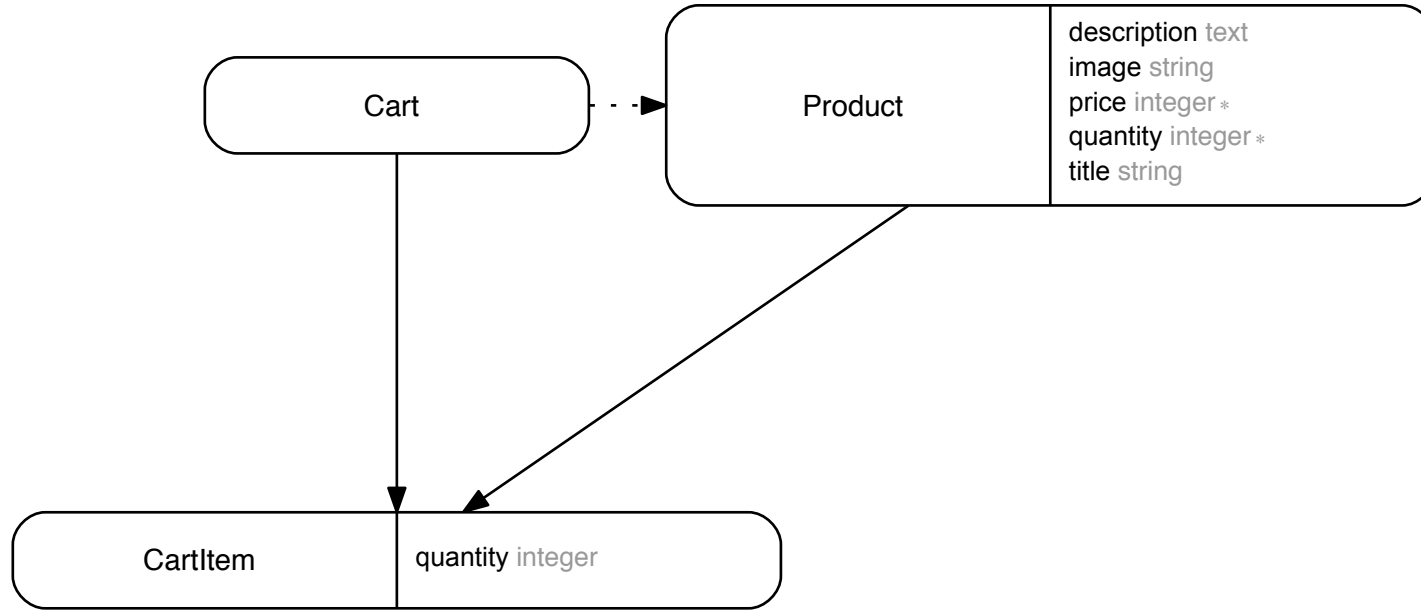 Cart
Product
description text
image string
price integer *
quantity integer *
title string
CartItem
quantity integer